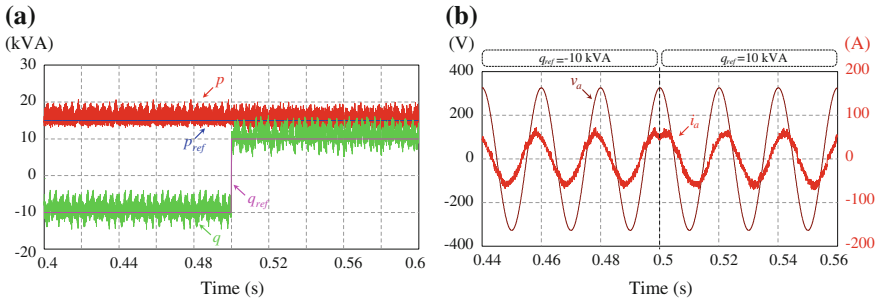 (a)
(kVA)
30
20
10
0
-10
-20
p
p_ref
q_ref
q
0.4
0.44
0.48
0.52
0.56
0.6
Time (s)
(b)
(V)
(A)
q_ref=-10 kVA
q_ref=10 kVA
400
200
0
-200
-400
v_a
i_a
200
100
0
-100
-200
0.44
0.46
0.48
0.5
0.52
0.54
0.56
Time (s)